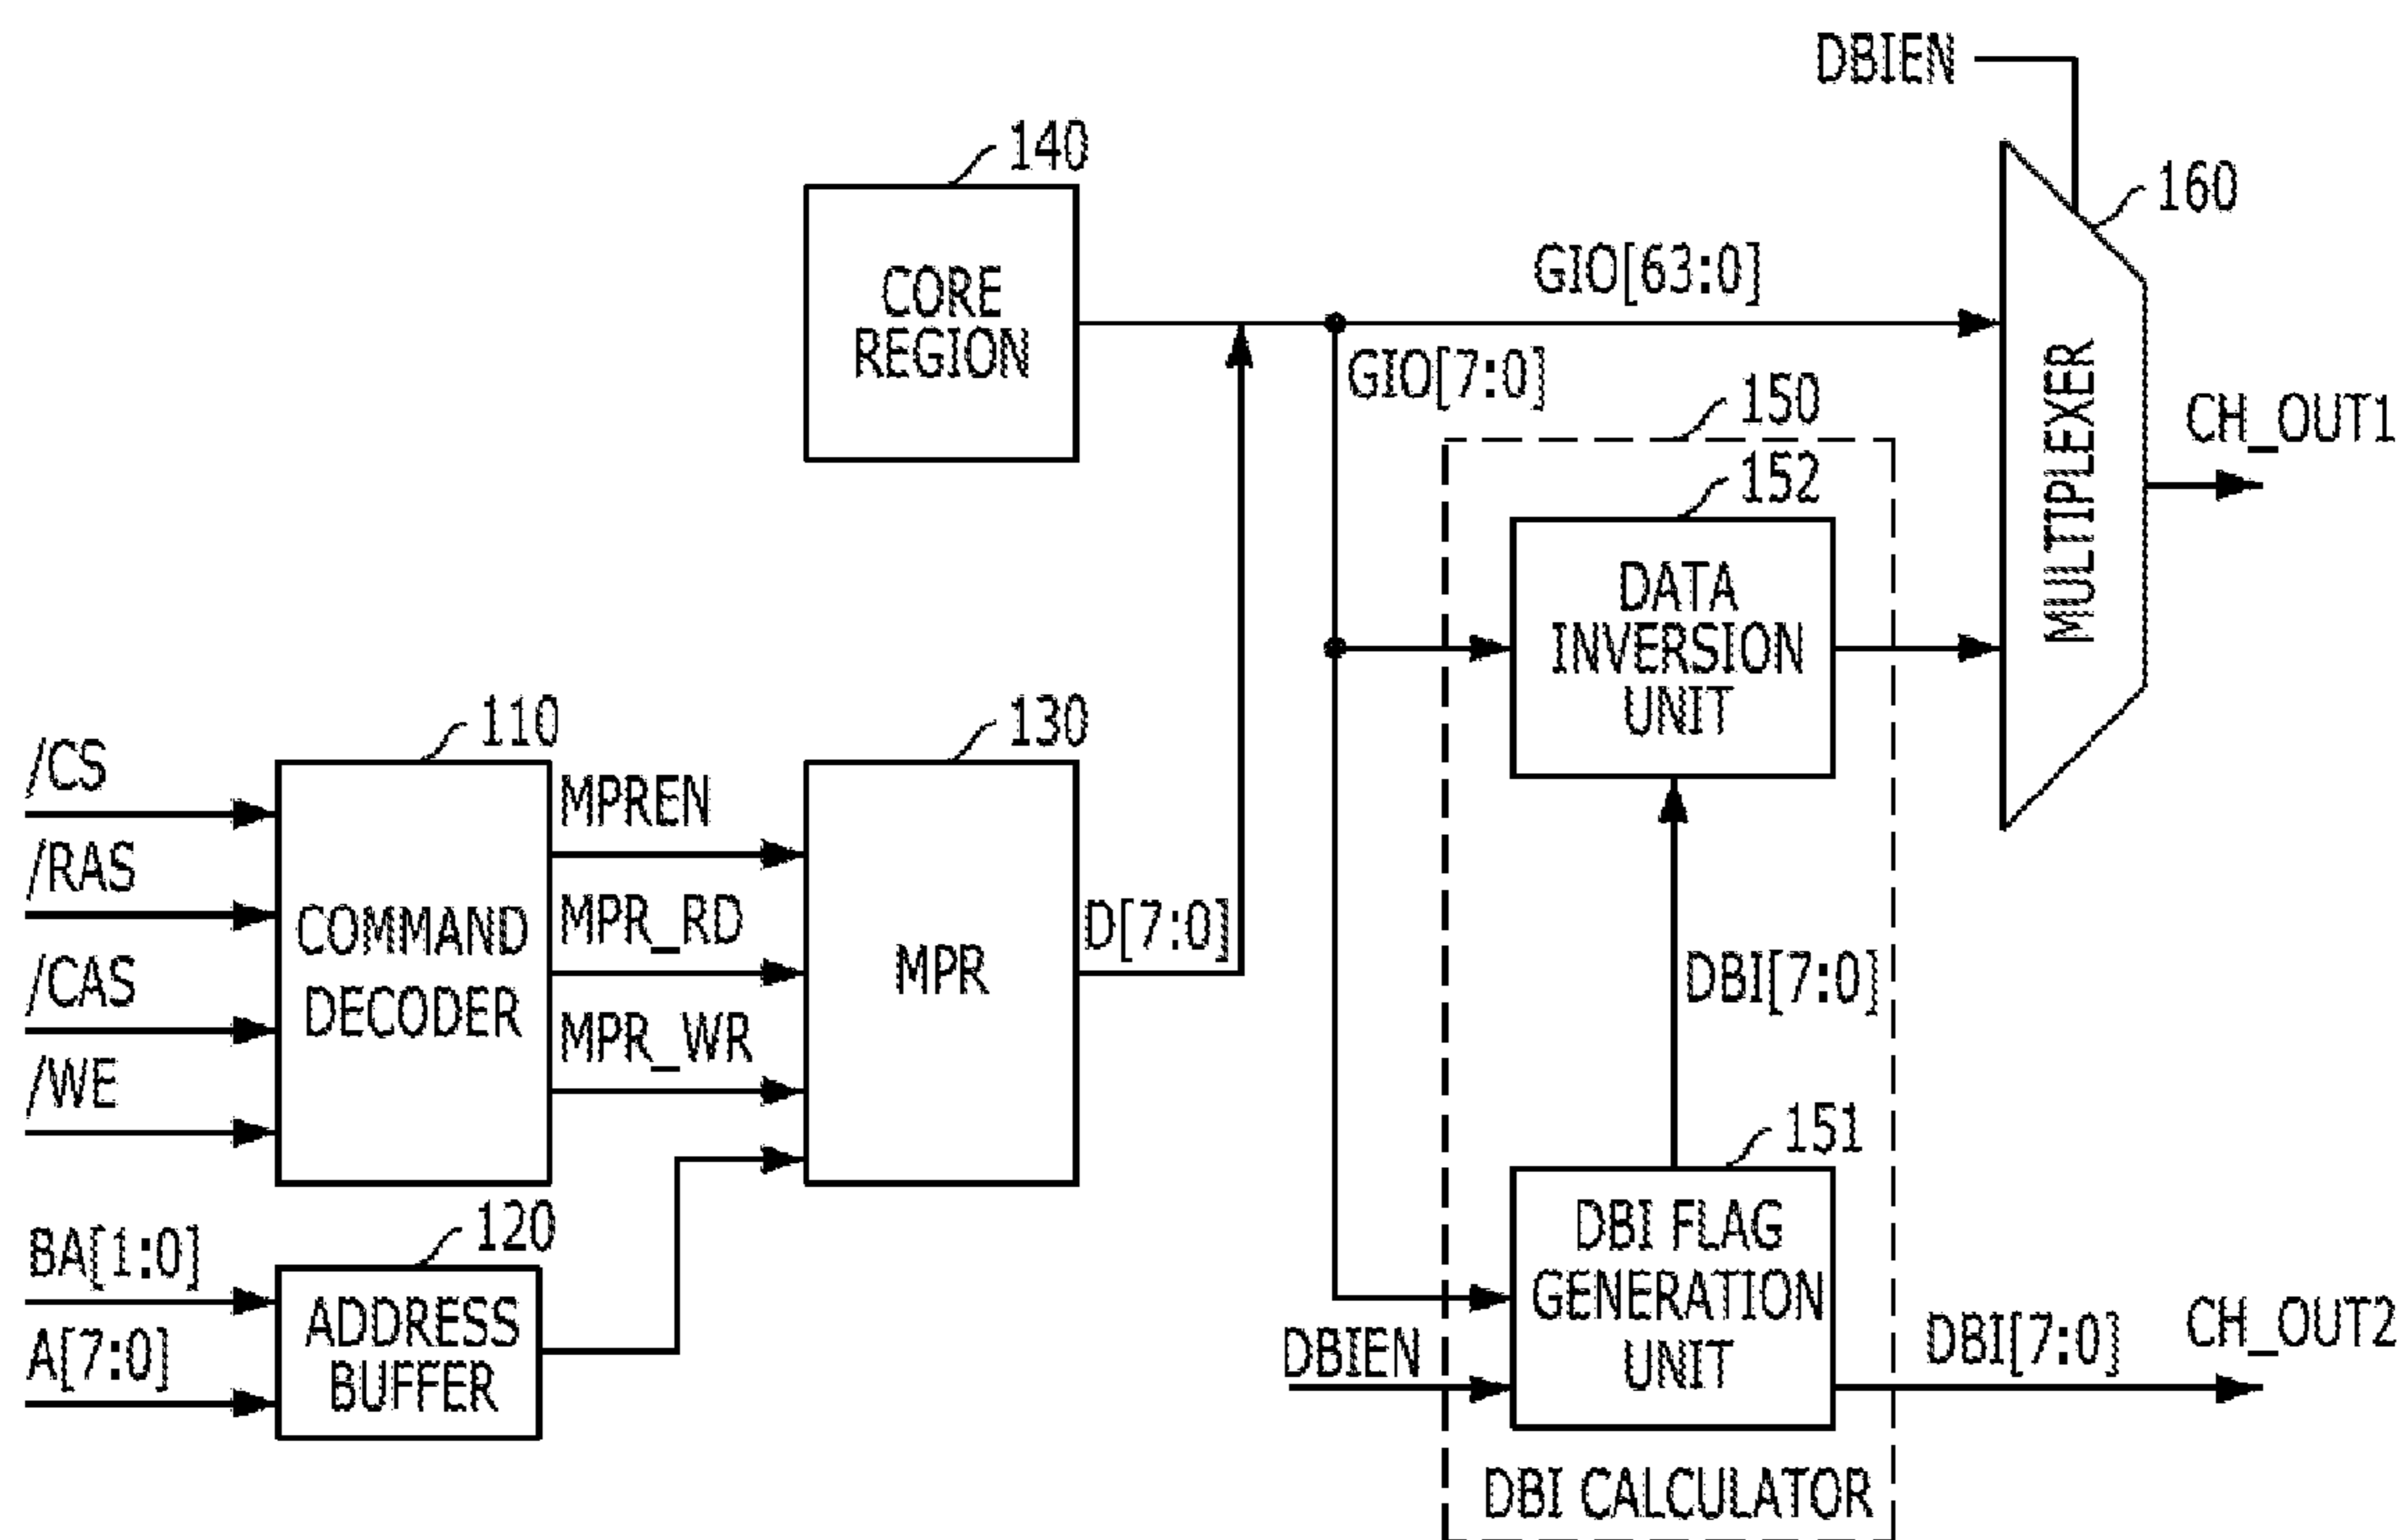 DBIEN
140
160
CORE
REGION
GIO[63:0]
GIO[7:0]
MULTIPLEXER
150
CH_OUT1
152
DATA
INVERSION
UNIT
110
130
/CS
/RAS
/CAS
/WE
COMMAND
DECODER
MPREN
MPR_RD
MPR_WR
MPR
D[7:0]
DBI[7:0]
151
120
BA[1:0]
A[7:0]
ADDRESS
BUFFER
DBI FLAG
GENERATION
UNIT
DBIEN
DBI[7:0]
CH_OUT2
DBI CALCULATOR